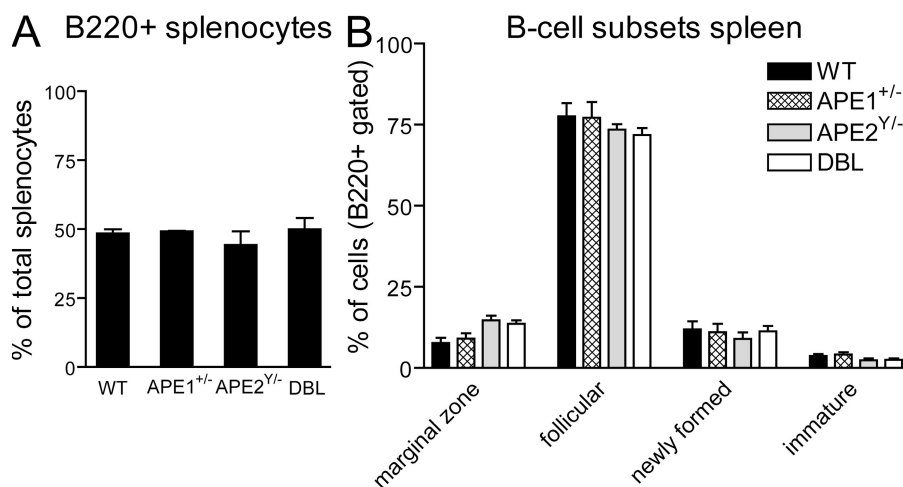 A B220+ splenocytes
% of total splenocytes
100
75
50
25
0
WT APE1+/- APE2Y/- DBL
B B-cell subsets spleen
% of cells (B220+ gated)
100
75
50
25
0
WT
APE1+/-
APE2Y/-
DBL
marginal zone
follicular
newly formed
immature